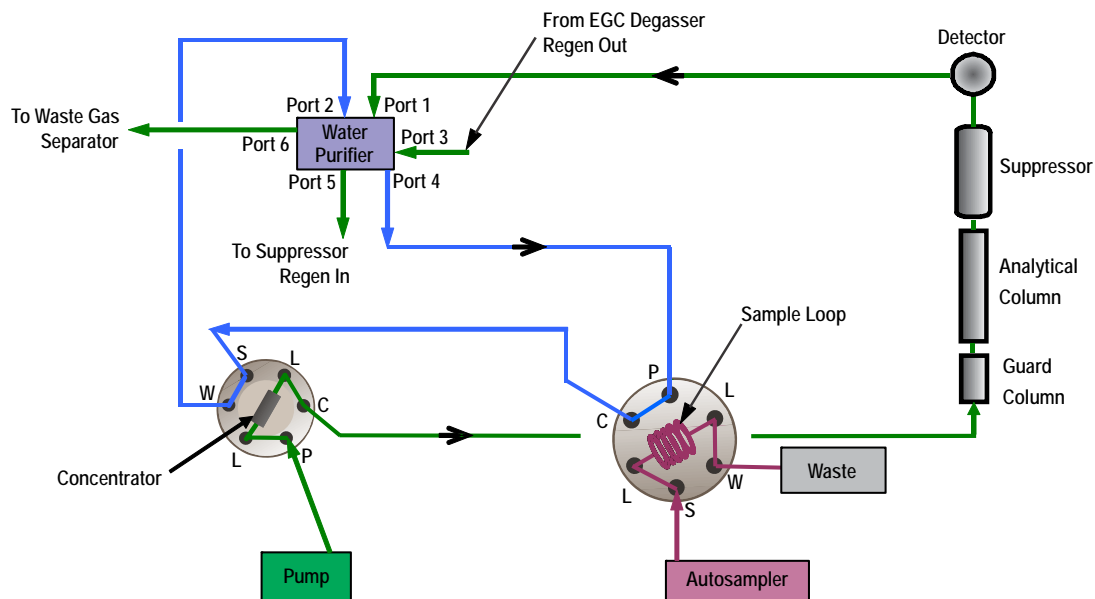 From EGC Degasser
Regen Out
Detector
To Waste Gas
Separator
Port 2
Port 1
Port 6
Water
Purifier
Port 3
Port 5
Port 4
Suppressor
To Suppressor
Regen In
Analytical
Column
Sample Loop
Guard
Column
S
L
W
C
L
P
Concentrator
P
L
C
L
W
S
Waste
Pump
Autosampler